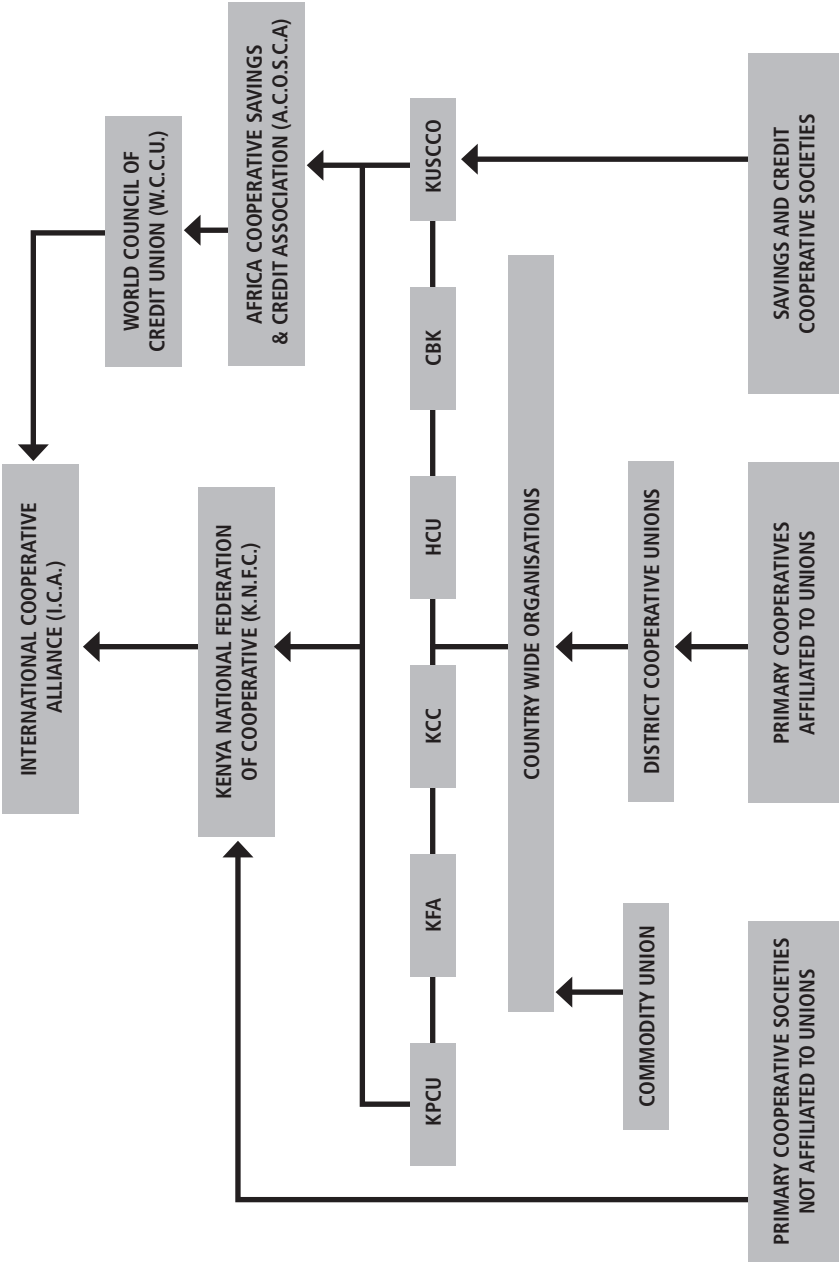 INTERNATIONAL COOPERATIVE
ALLIANCE (I.C.A.)
WORLD COUNCIL OF
CREDIT UNION (W.C.C.U.)
KENYA NATIONAL FEDERATION
OF COOPERATIVE (K.N.F.C.)
AFRICA COOPERATIVE SAVINGS
& CREDIT ASSOCIATION (A.C.O.S.C.A)
KPCU
KFA
KCC
HCU
CBK
KUSCCO
COUNTRY WIDE ORGANISATIONS
COMMODITY UNION
DISTRICT COOPERATIVE UNIONS
PRIMARY COOPERATIVE SOCIETIES
NOT AFFILIATED TO UNIONS
PRIMARY COOPERATIVES
AFFILIATED TO UNIONS
SAVINGS AND CREDIT
COOPERATIVE SOCIETIES